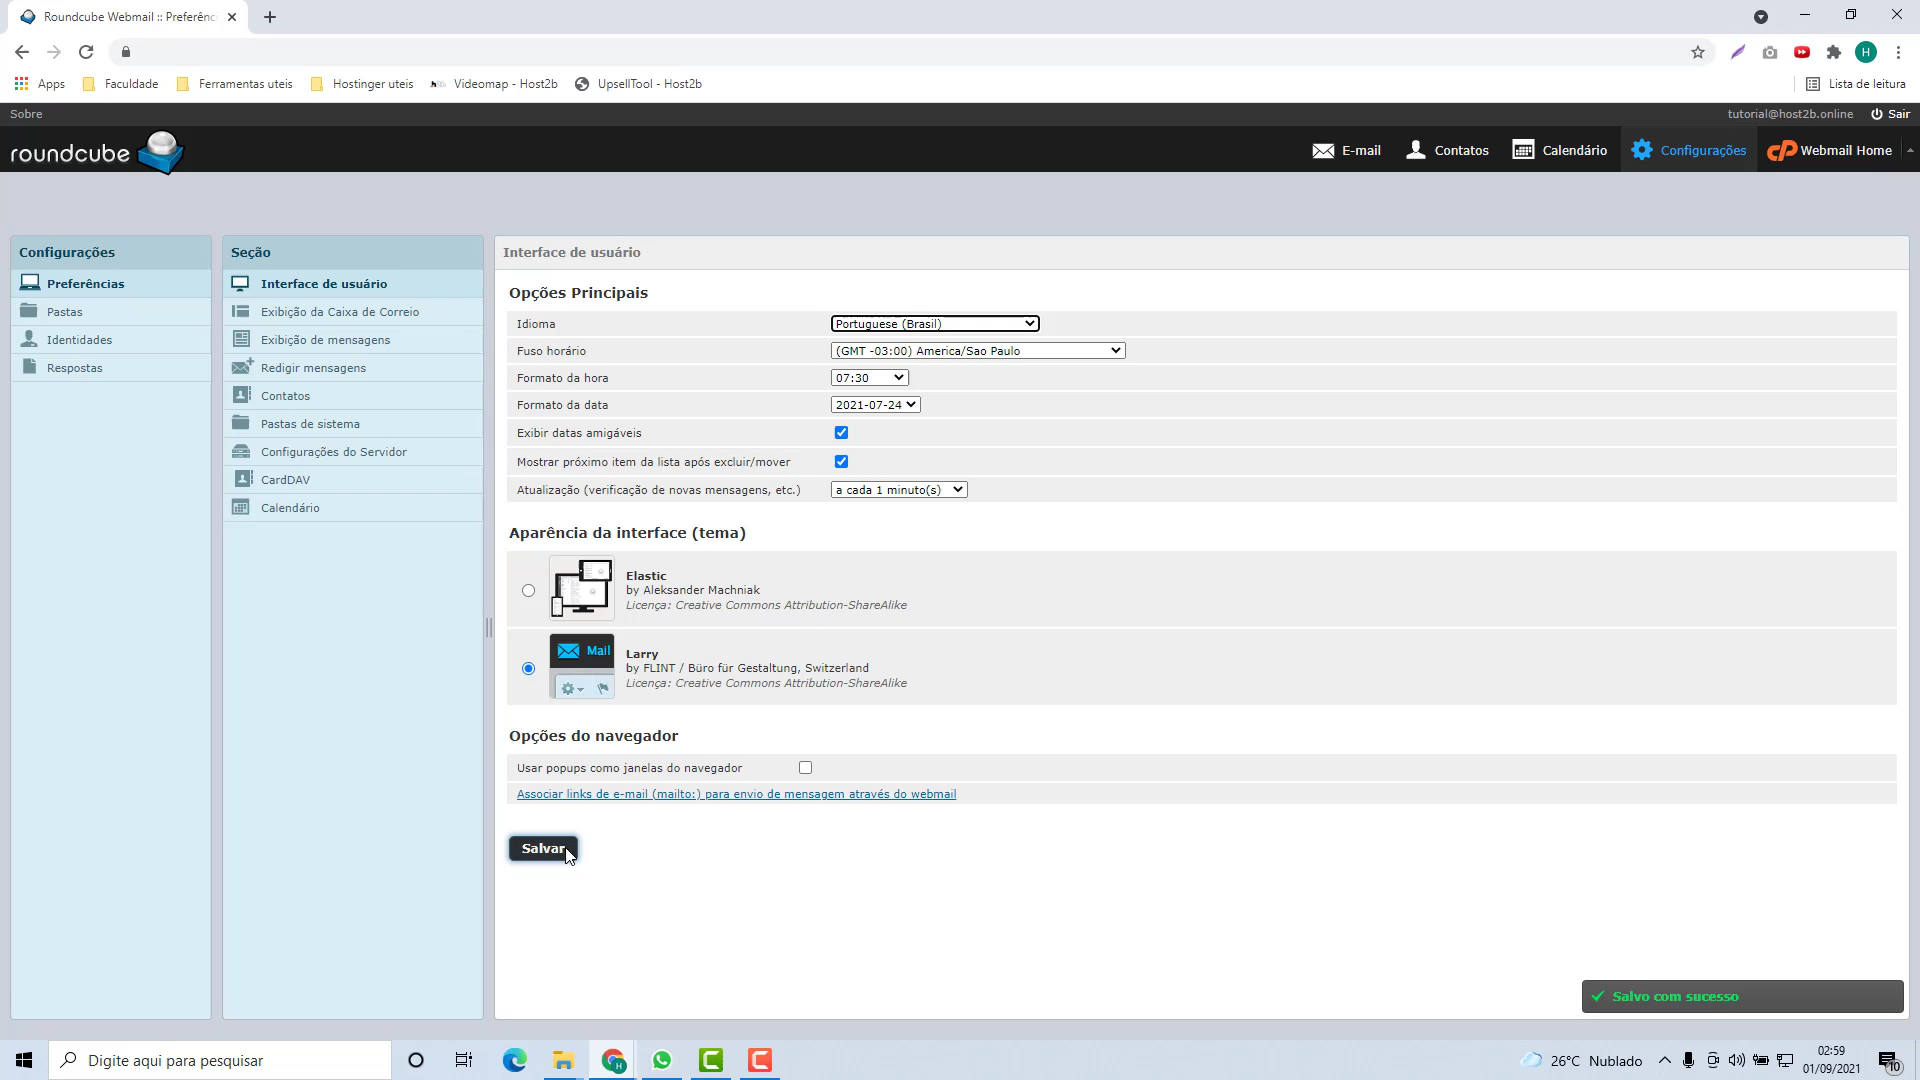 Roundcube Webmail :: Preferênc
H
Apps
Faculdade
Ferramentas uteis
Hostinger uteis
Videomap - Host2b
UpsellTool - Host2b
Lista de leitura
Sobre
tutorial@host2b.online
Sair
roundcube
E-mail
Contatos
Calendário
Configurações
cP Webmail Home
Configurações
Preferências
Pastas
Identidades
Respostas
Seção
Interface de usuário
Exibição da Caixa de Correio
Exibição de mensagens
Redigir mensagens
Contatos
Pastas de sistema
Configurações do Servidor
CardDAV
Calendário
Interface de usuário
Opções Principais
Idioma
Portuguese (Brasil)
Fuso horário
(GMT -03:00) America/Sao Paulo
Formato da hora
07:30
Formato da data
2021-07-24
Exibir datas amigáveis
Mostrar próximo item da lista após excluir/mover
Atualização (verificação de novas mensagens, etc.)
a cada 1 minuto(s)
Aparência da interface (tema)
Elastic
by Aleksander Machniak
Licença: Creative Commons Attribution-ShareAlike
Mail
Larry
by FLINT / Büro für Gestaltung, Switzerland
Licença: Creative Commons Attribution-ShareAlike
Opções do navegador
Usar popups como janelas do navegador
Associar links de e-mail (mailto:) para envio de mensagem através do webmail
Salvar
Salvo com sucesso
Digite aqui para pesquisar
26°C Nublado
02:59
01/09/2021
10